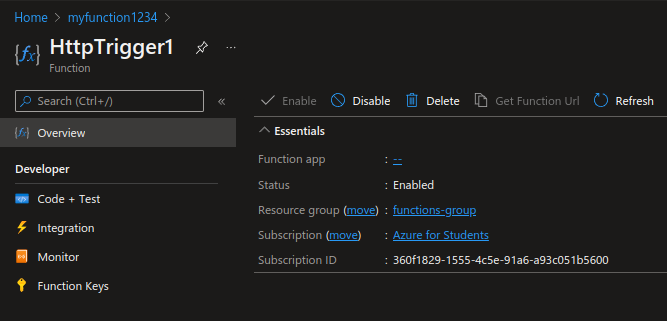 Home > myfunction1234 >
{fx} HttpTrigger1 ...
Function
Search (Ctrl+/) «
Enable Disable Delete Get Function Url Refresh
{fx} Overview
Essentials
Function app : --
Developer
Status : Enabled
Code + Test
Resource group (move) : functions-group
Integration
Subscription (move) : Azure for Students
Monitor
Subscription ID : 360f1829-1555-4c5e-91a6-a93c051b5600
Function Keys